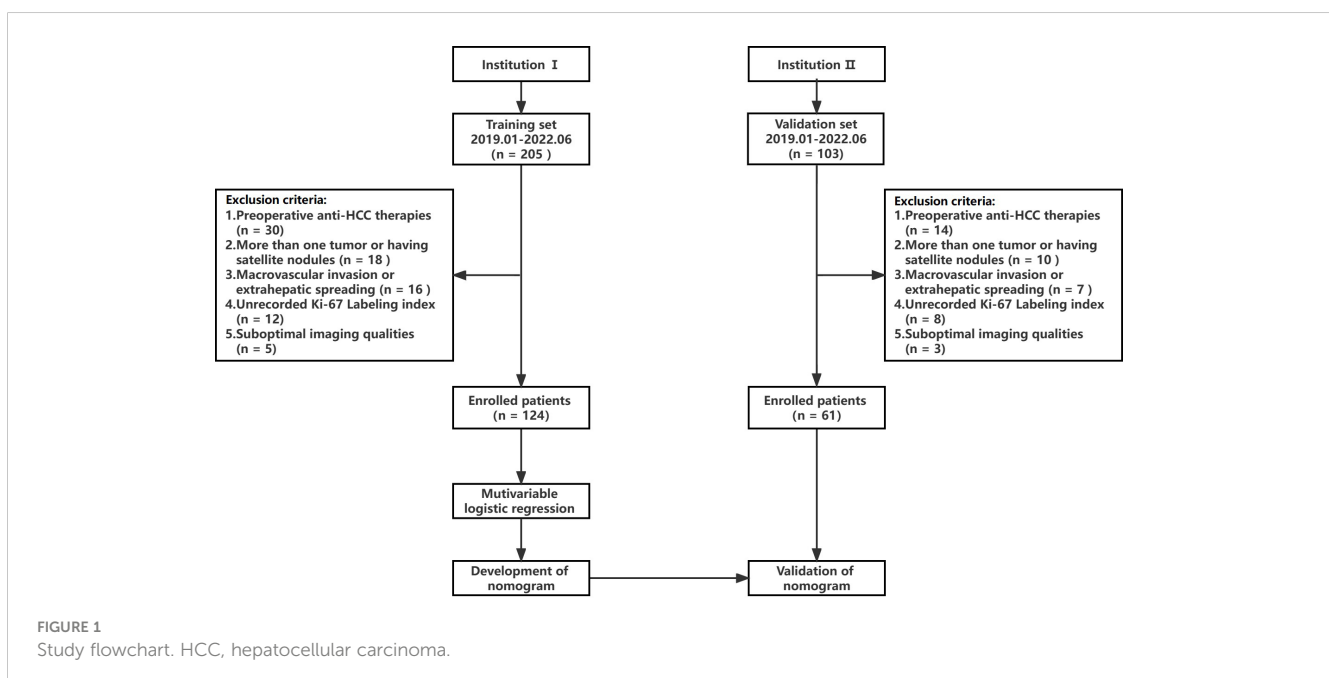 Institution Ⅰ
Training set
2019.01-2022.06
(n = 205 )
Exclusion criteria:
1.Preoperative anti-HCC therapies
(n = 30)
2.More than one tumor or having
satellite nodules (n = 18 )
3.Macrovascular invasion or
extrahepatic spreading (n = 16 )
4.Unrecorded Ki-67 Labeling index
(n = 12)
5.Suboptimal imaging qualities
(n = 5)
Enrolled patients
(n = 124)
Mutivariable
logistic regression
Development of
nomogram
Institution Ⅱ
Validation set
2019.01-2022.06
(n = 103)
Exclusion criteria:
1.Preoperative anti-HCC therapies
(n = 14)
2.More than one tumor or having
satellite nodules (n = 10 )
3.Macrovascular invasion or
extrahepatic spreading (n = 7 )
4.Unrecorded Ki-67 Labeling index
(n = 8)
5.Suboptimal imaging qualities
(n = 3)
Enrolled patients
(n = 61)
Validation of
nomogram
FIGURE 1
Study flowchart. HCC, hepatocellular carcinoma.